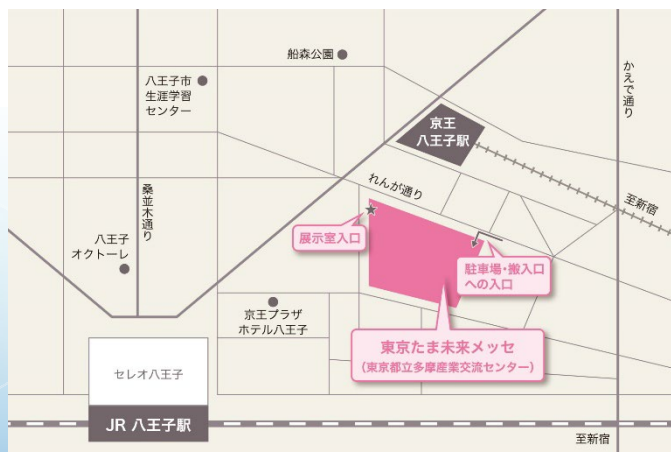 船森公園
八王子市
生涯学習
センター
かえで通り
京王
八王子駅
れんが通り
至新宿
桑並木通り
展示室入口
八王子
オクトーレ
駐車場・搬入口
への入口
京王プラザ
ホテル八王子
東京たま未来メッセ
(東京都立多摩産業交流センター)
セレオ八王子
JR 八王子駅
至新宿